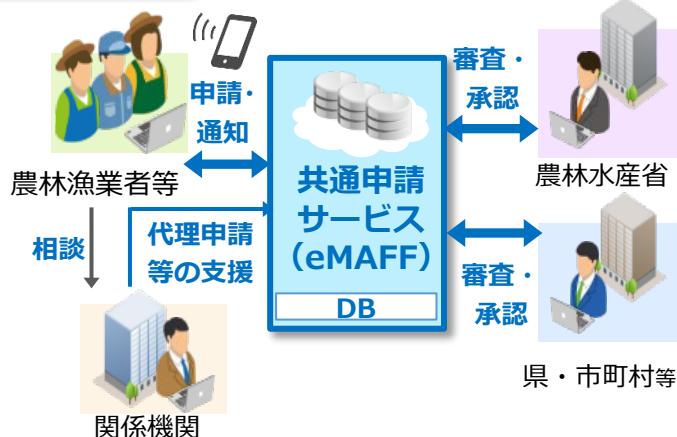 申請・
通知
農林漁業者等
相談
代理申請
等の支援
関係機関
共通申請
サービス
（eMAFF）
DB
審査・
承認
農林水産省
審査・
承認
県・市町村等